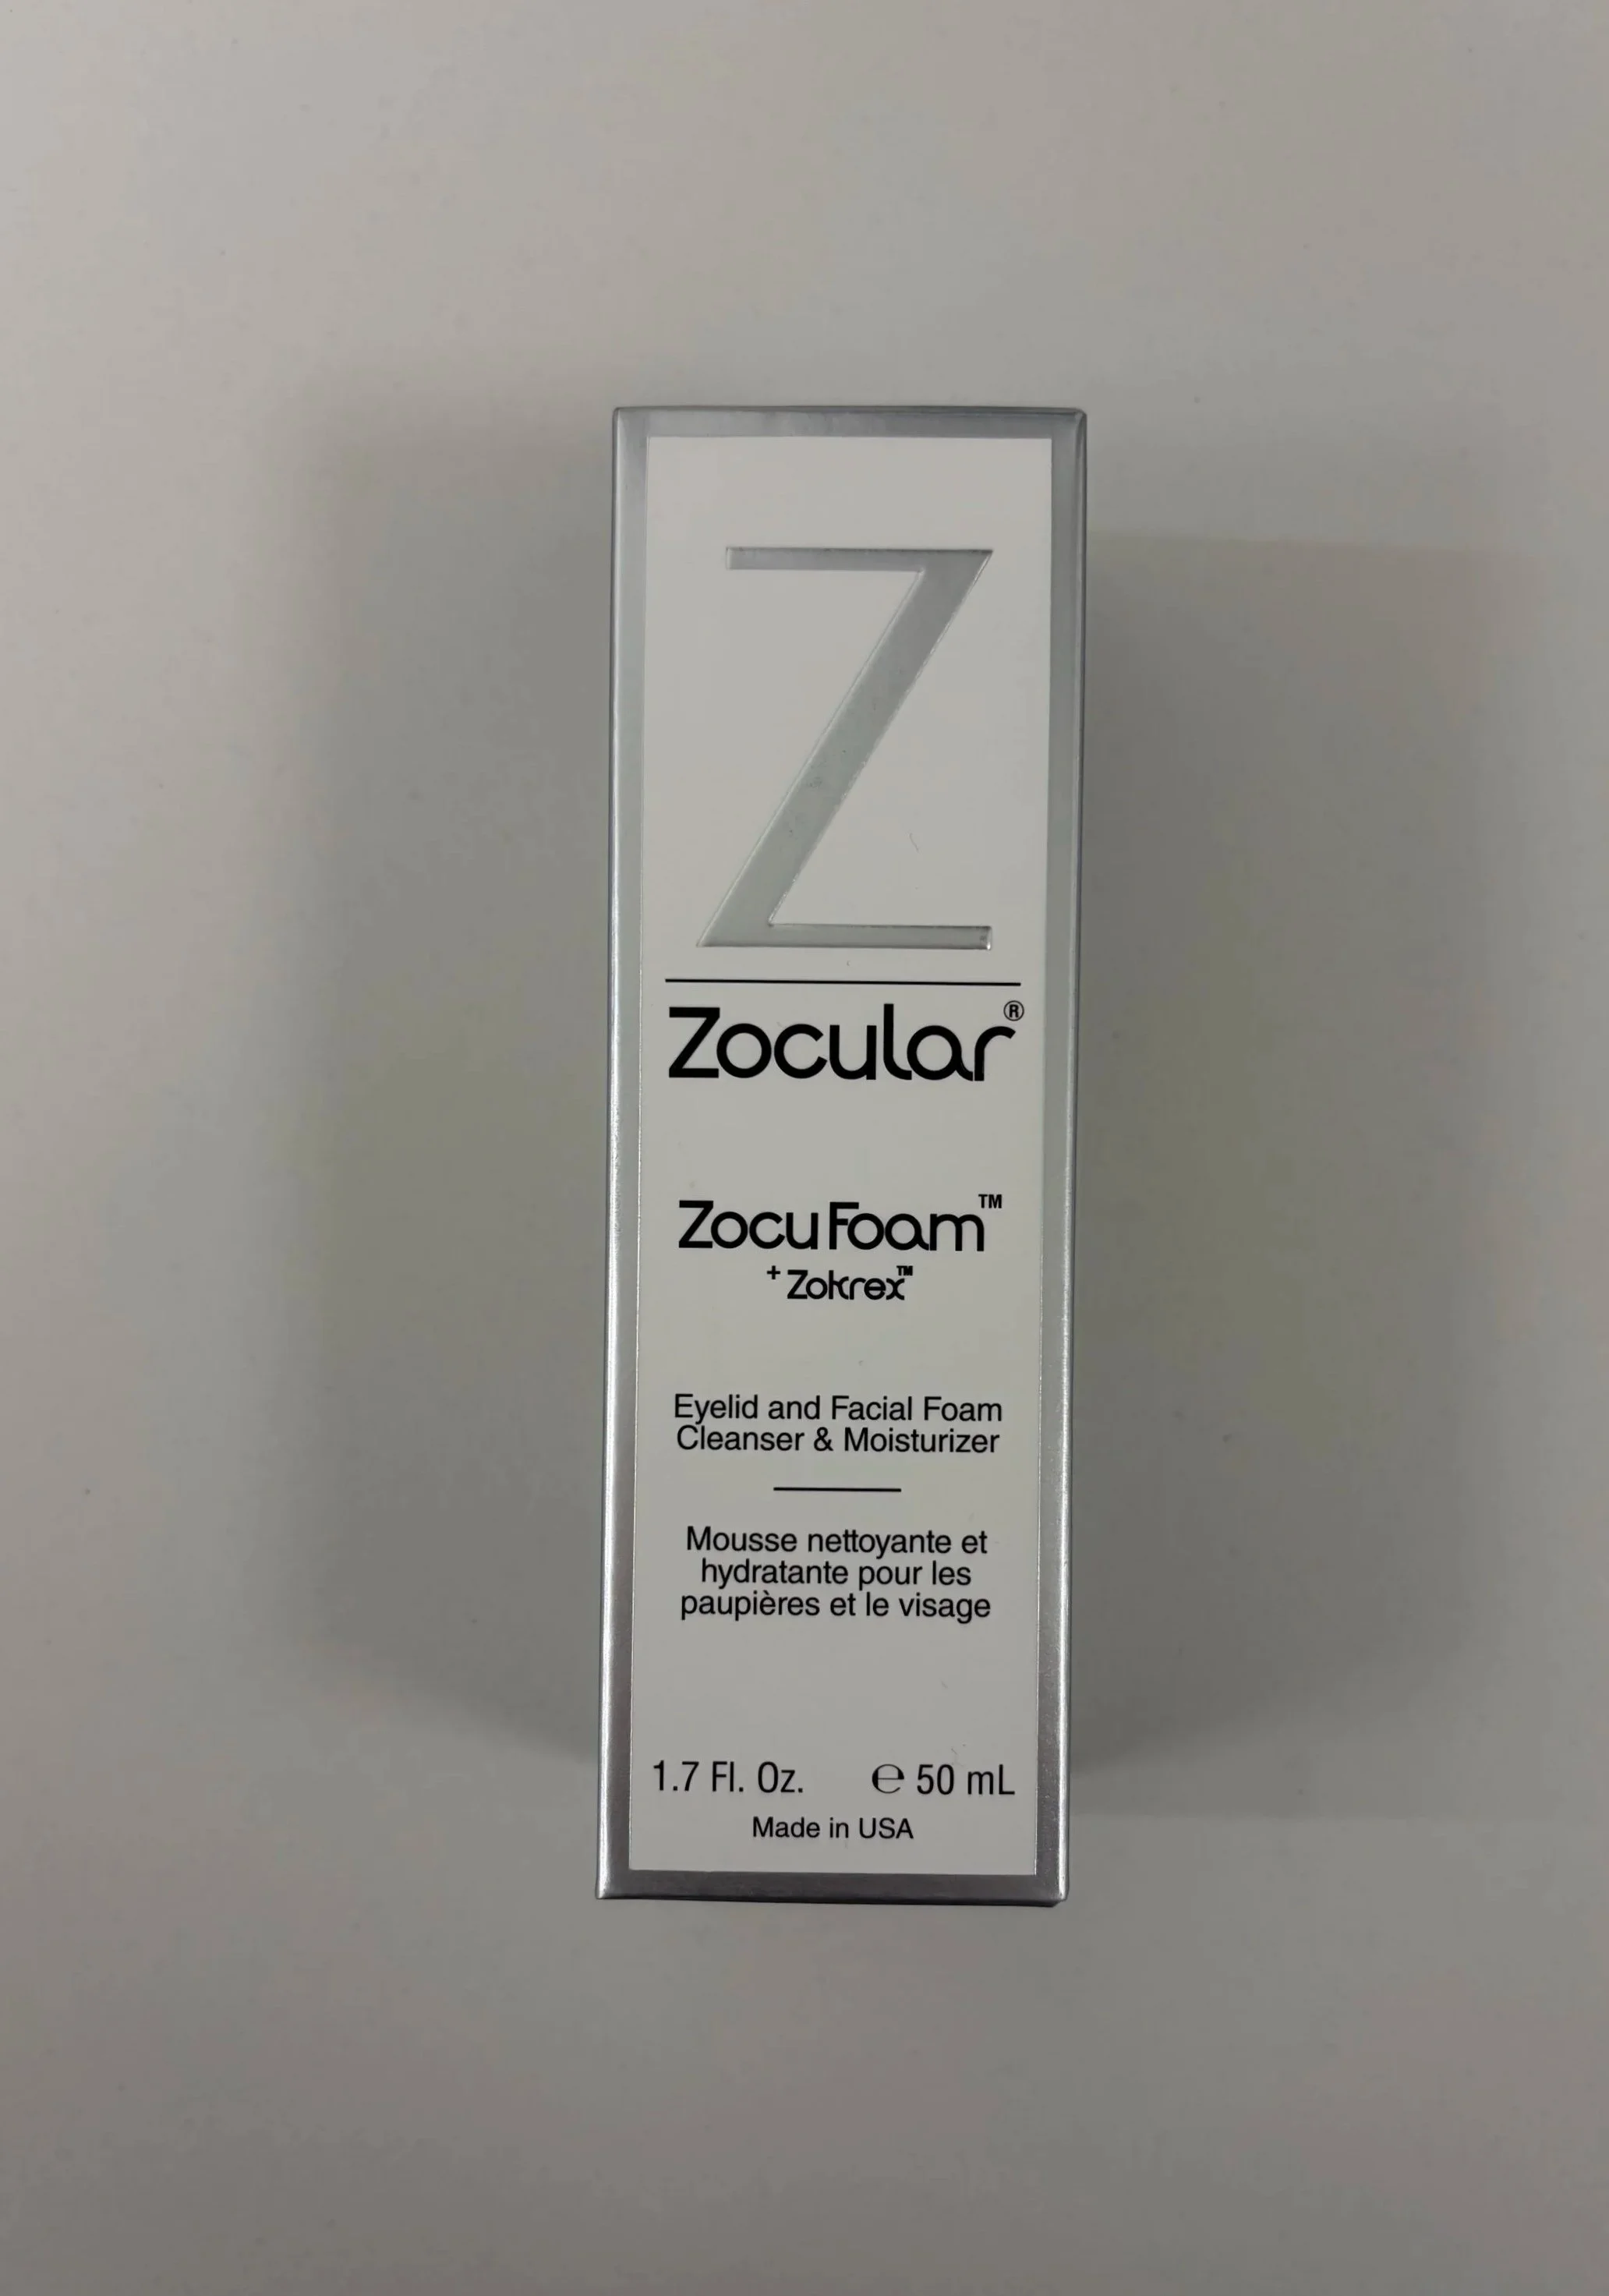 Z
Zocular®
ZocuFoam™
+ Zokrex™
Eyelid and Facial Foam
Cleanser & Moisturizer
Mousse nettoyante et
hydratante pour les
paupières et le visage
1.7 Fl. Oz. ℮ 50 mL
Made in USA